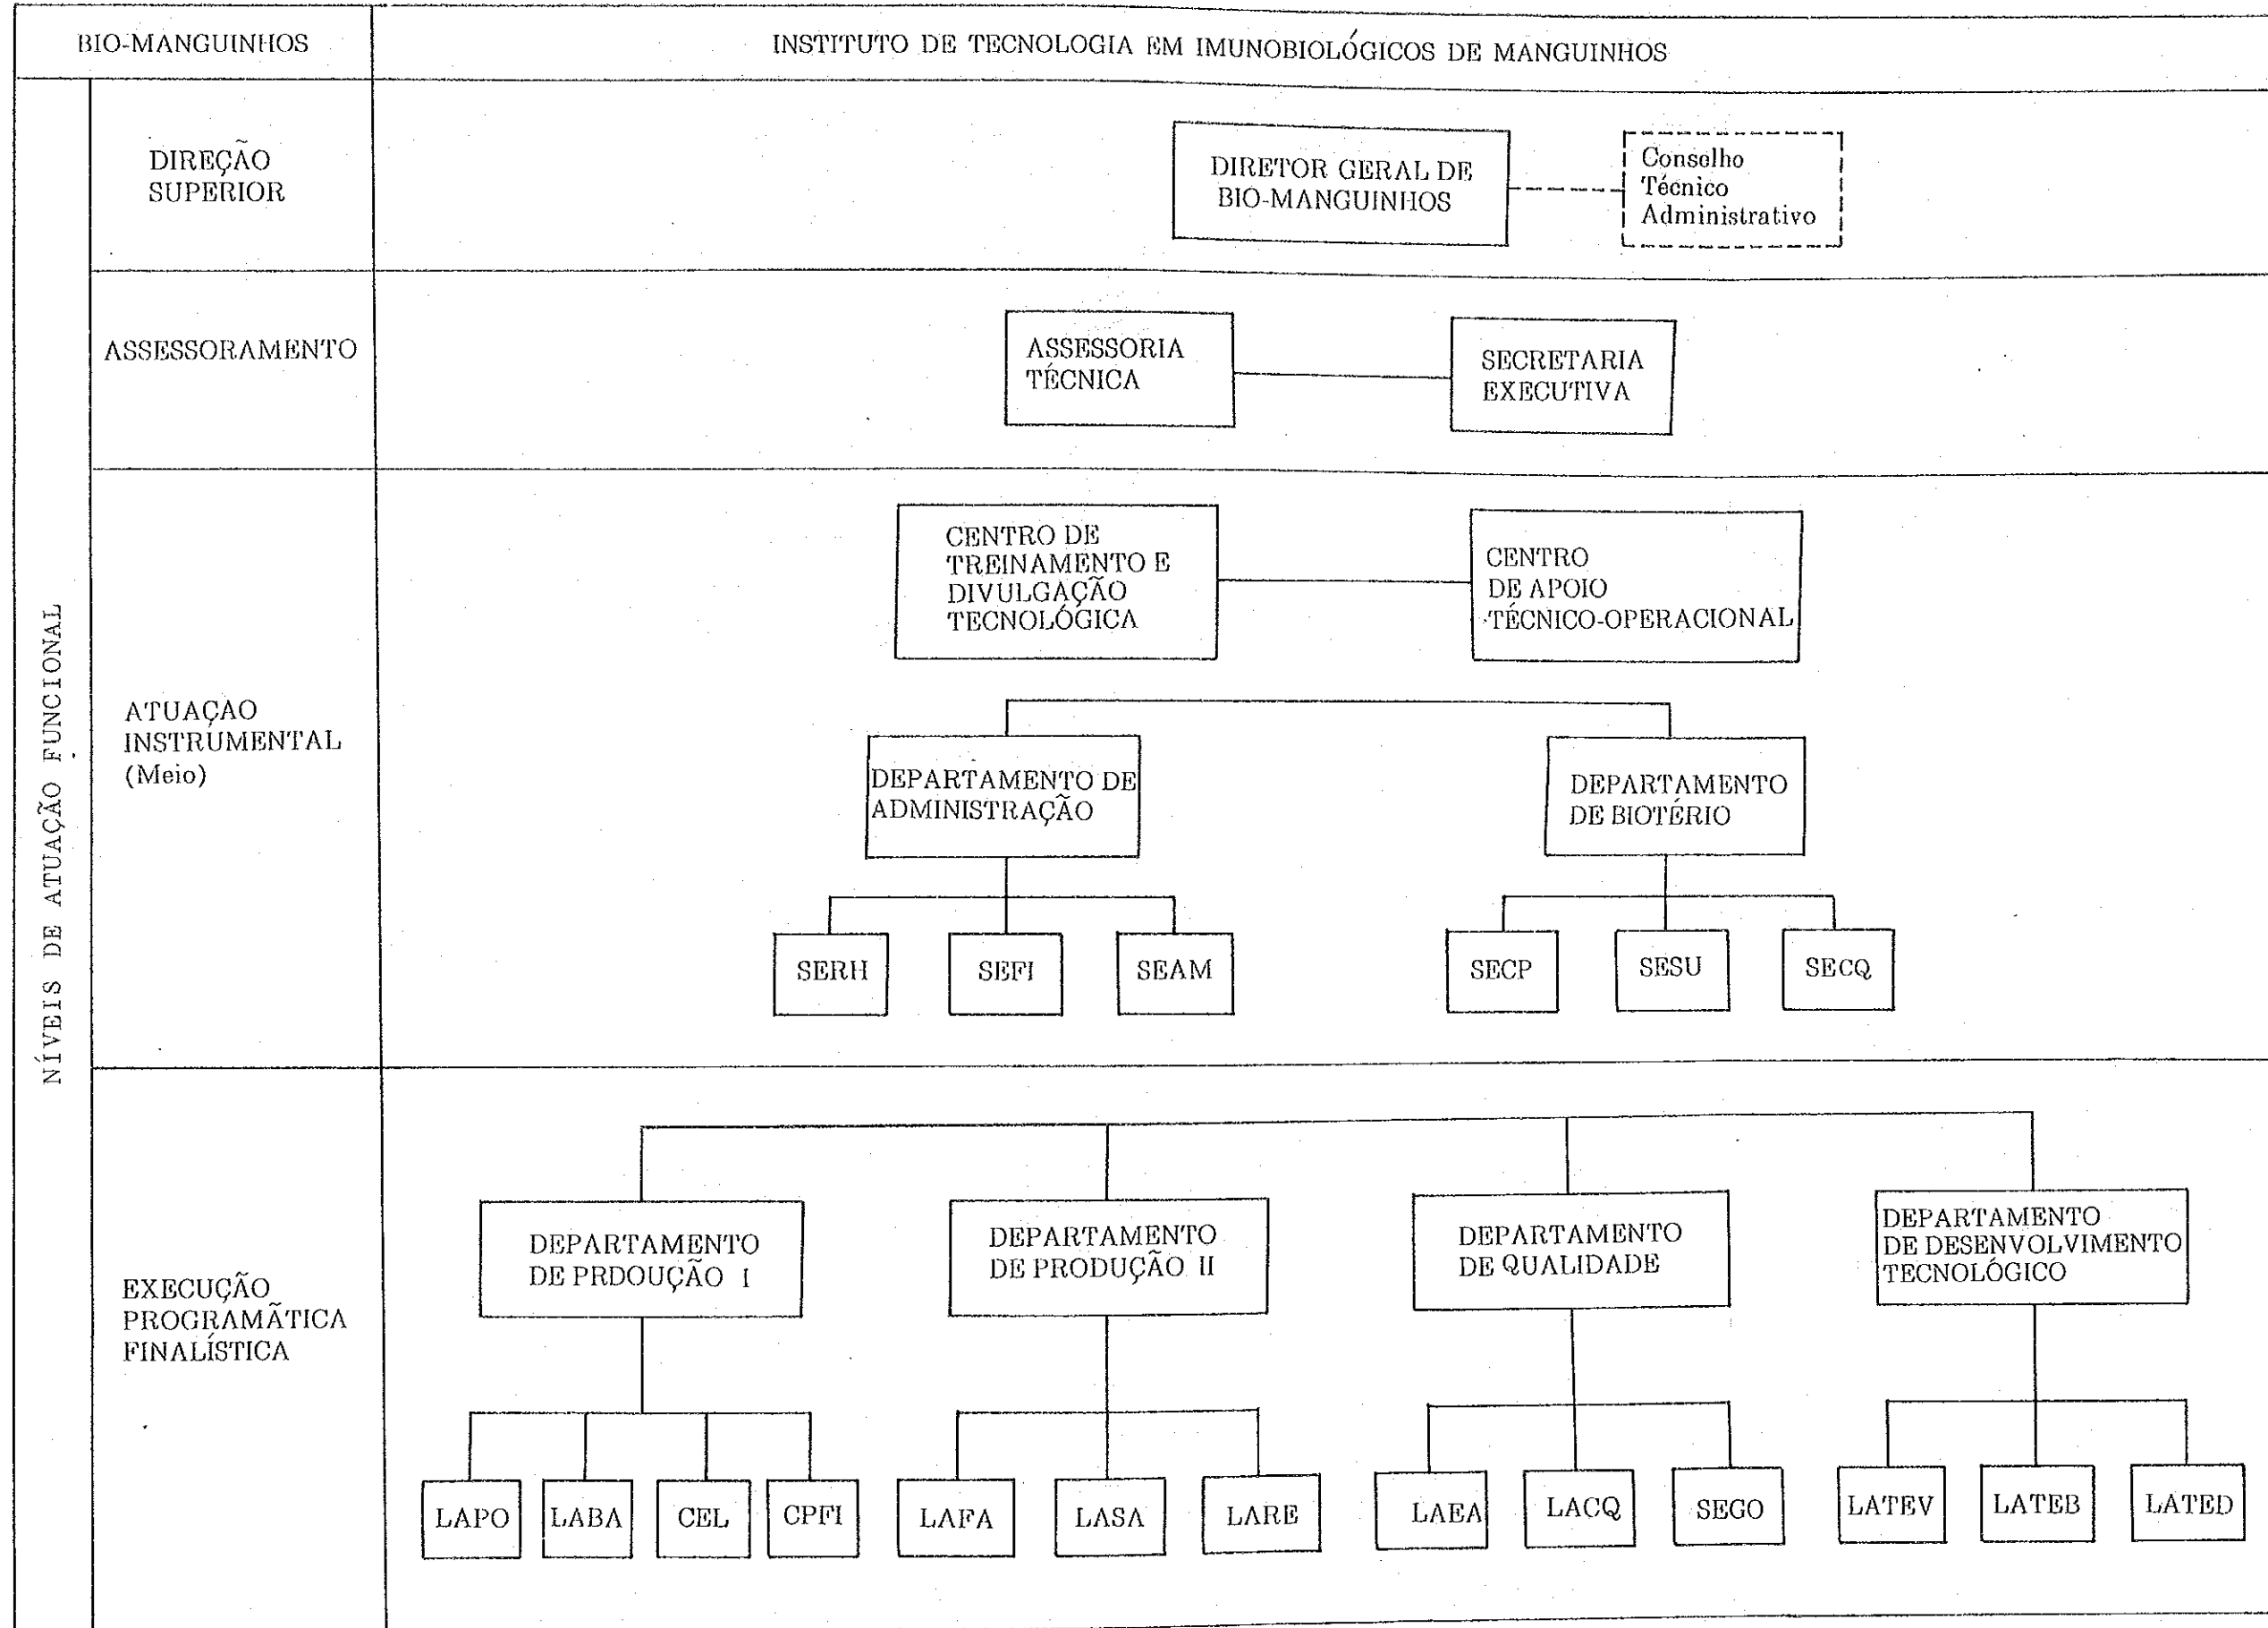 BIO-MANGUINHOS
INSTITUTO DE TECNOLOGIA EM IMUNOBIOLÓGICOS DE MANGUINHOS
NÍVEIS DE ATUAÇÃO FUNCIONAL
DIREÇÃO
SUPERIOR
DIRETOR GERAL DE
BIO-MANGUINHOS
Conselho
Técnico
Administrativo
ASSESSORAMENTO
ASSESSORIA
TÉCNICA
SECRETARIA
EXECUTIVA
ATUAÇAO
INSTRUMENTAL
(Meio)
CENTRO DE
TREINAMENTO E
DIVULGAÇÃO
TECNOLÓGICA
CENTRO
DE APOIO
TÉCNICO-OPERACIONAL
DEPARTAMENTO DE
ADMINISTRAÇÃO
DEPARTAMENTO
DE BIOTÉRIO
SERH
SEFI
SEAM
SECP
SESU
SECQ
EXECUÇÃO
PROGRAMÃTICA
FINALÍSTICA
DEPARTAMENTO
DE PRDOUÇÃO I
DEPARTAMENTO
DE PRODUÇÃO II
DEPARTAMENTO
DE QUALIDADE
DEPARTAMENTO
DE DESENVOLVIMENTO
TECNOLÓGICO
LAPO
LABA
CEL
CPFI
LAFA
LASA
LARE
LAEA
LACQ
SEGO
LATEV
LATEB
LATED